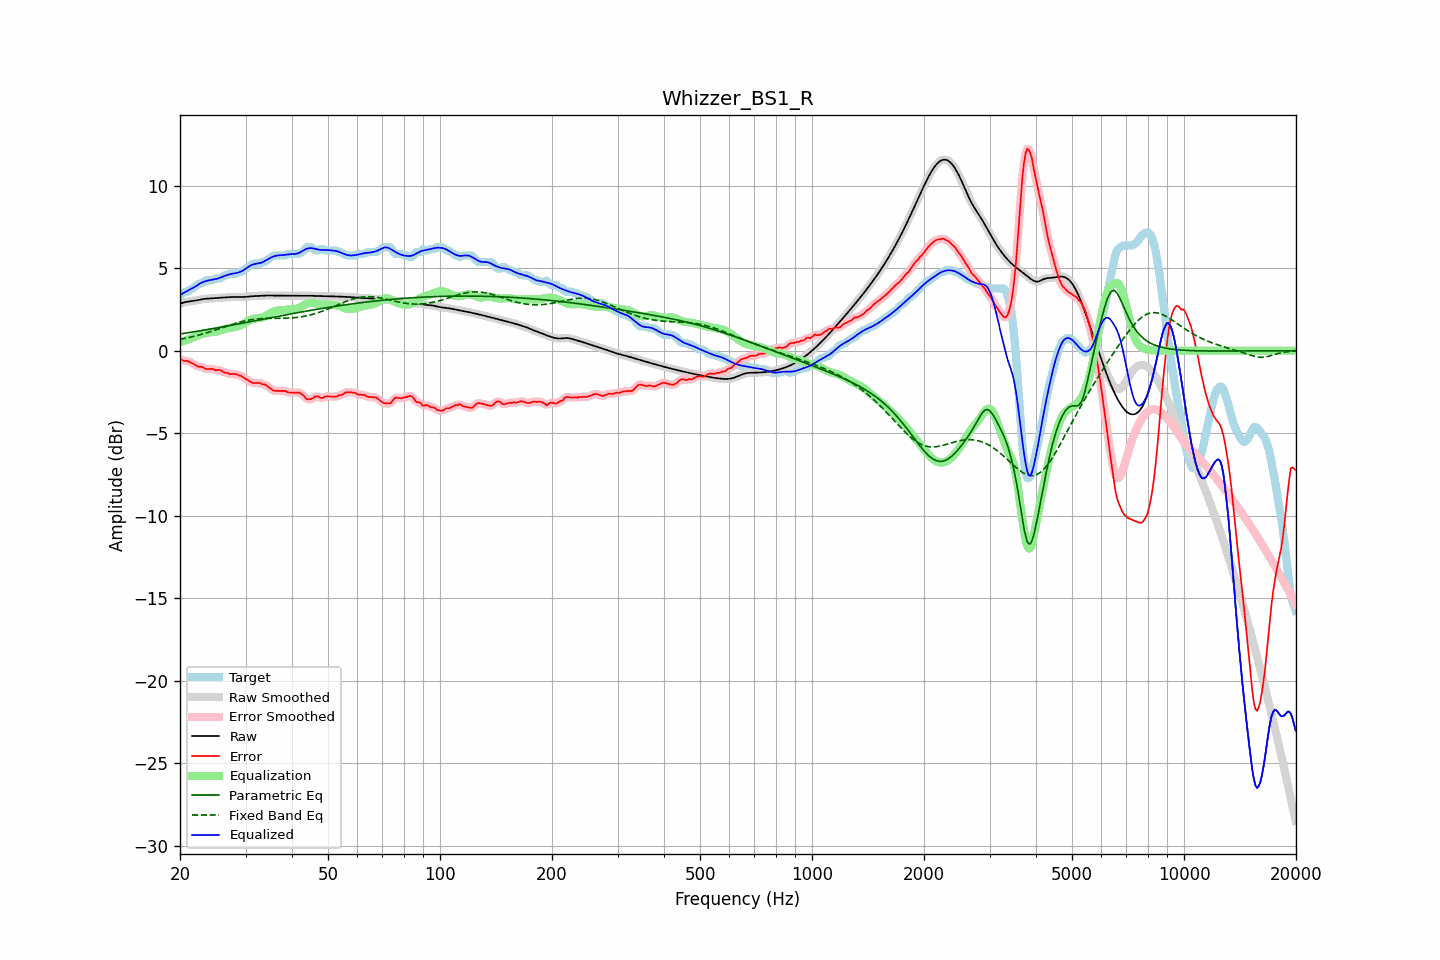 Whizzer_BS1_R
Amplitude (dBr)
10
5
0
−5
−10
−15
−20
−25
−30
Target
Raw Smoothed
Error Smoothed
Raw
Error
Equalization
Parametric Eq
Fixed Band Eq
Equalized
20 50 100 200 500 1000 2000 5000 10000 20000
Frequency (Hz)